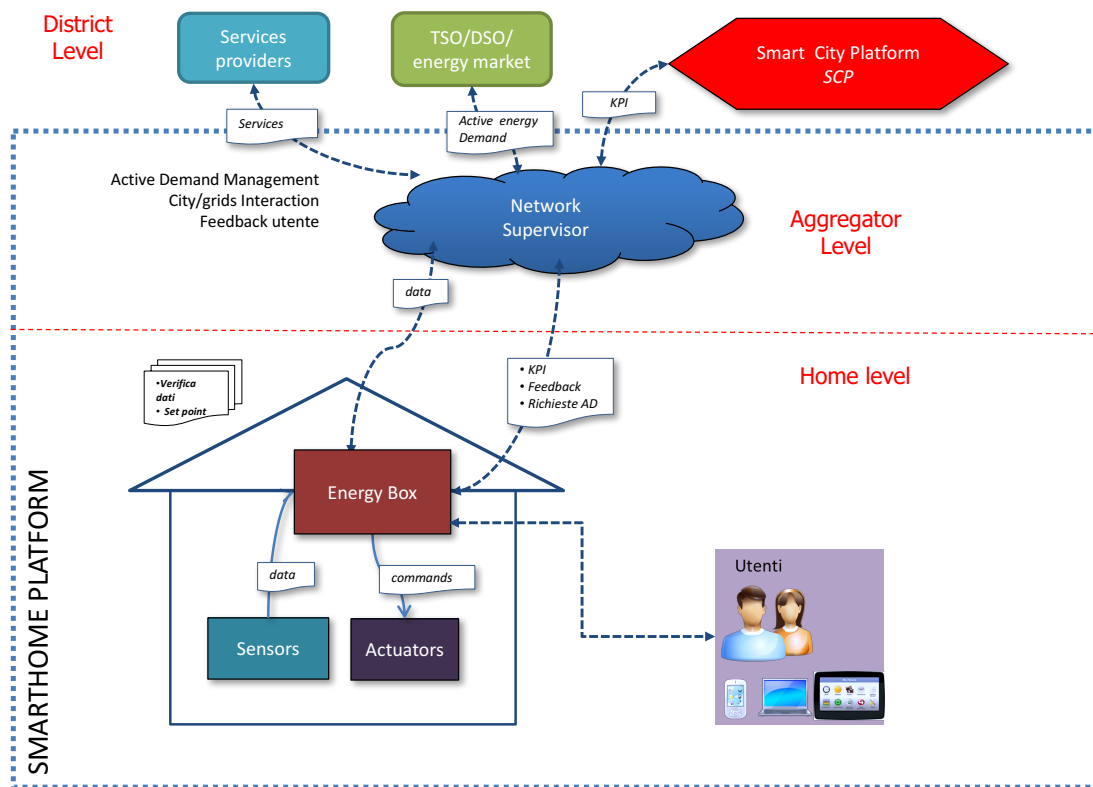 District
Level
Services
providers
TSO/DSO/
energy market
Smart City Platform
SCP
Services
Active energy
Demand
KPI
Active Demand Management
City/grids Interaction
Feedback utente
Network
Supervisor
Aggregator
Level
data
•Verifica
dati
• Set point
• KPI
• Feedback
• Richieste AD
Home level
SMARTHOME PLATFORM
Energy Box
data
commands
Sensors
Actuators
Utenti